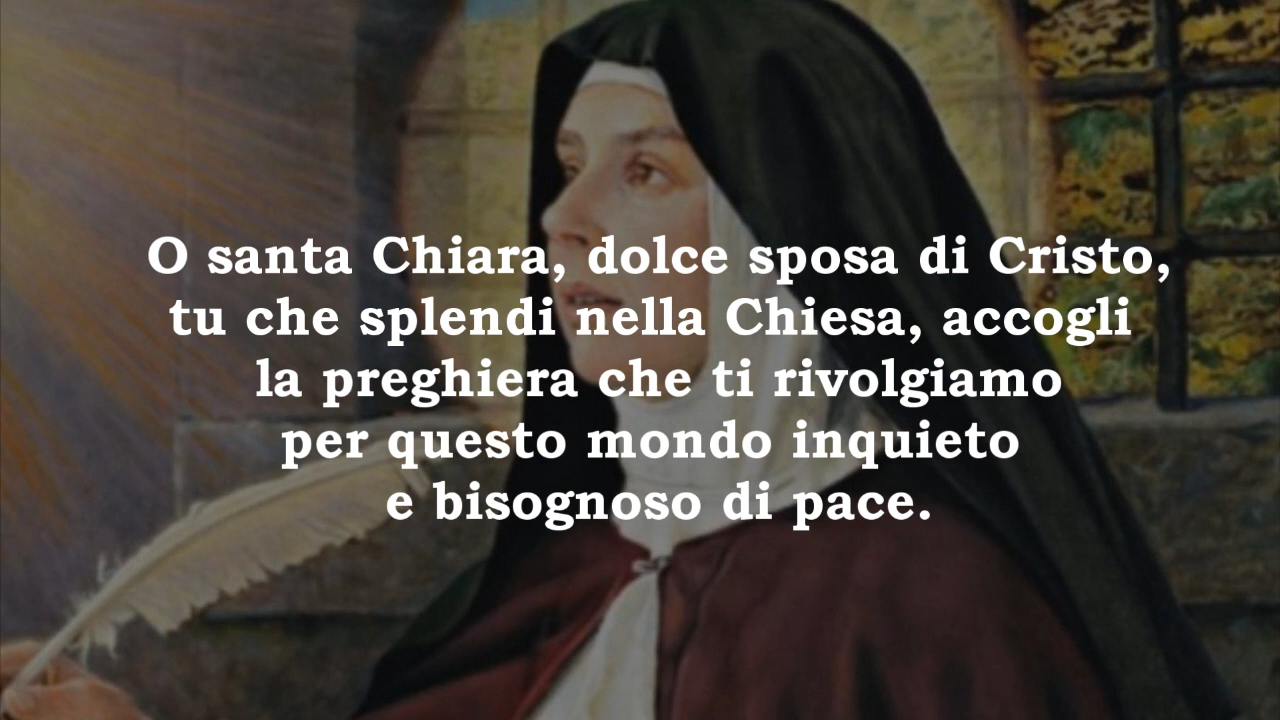 O santa Chiara, dolce sposa di Cristo,
tu che splendi nella Chiesa, accogli
la preghiera che ti rivolgiamo
per questo mondo inquieto
e bisognoso di pace.